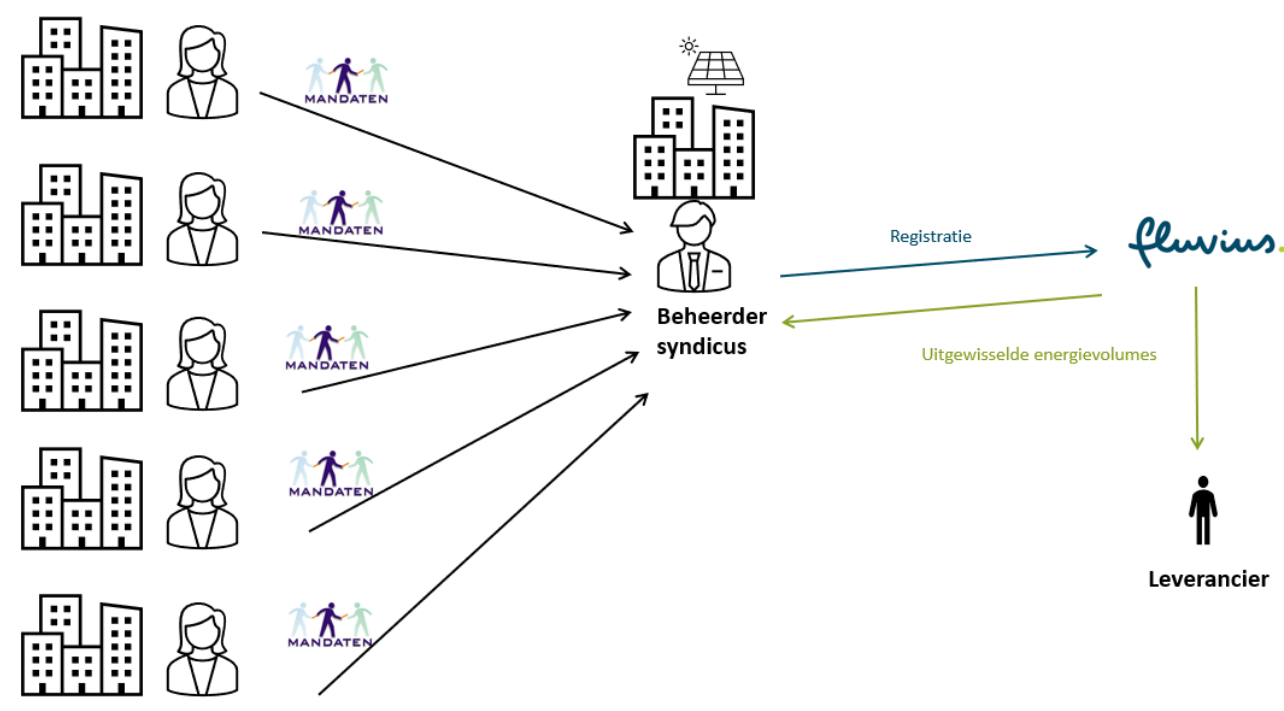 MANDATEN
MANDATEN
Registratie
fluvius.
Beheerder
syndicus
MANDATEN
Uitgewisselde energievolumes
MANDATEN
Leverancier
MANDATEN